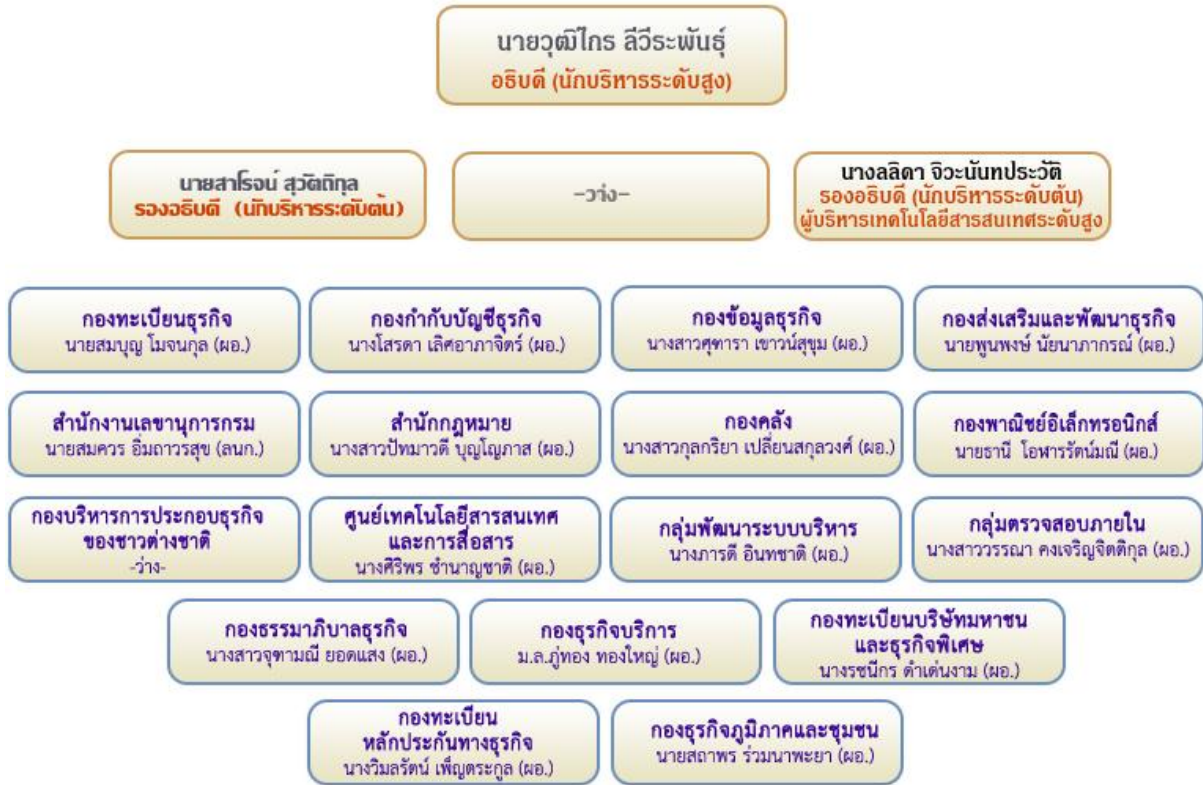 นายวุฒิไกร ลีวีระพันธุ์
อธิบดี (นักบริหารระดับสูง)
นายสาโรจน์ สุวัตถิกุล
รองอธิบดี (นักบริหารระดับต้น)
-ว่าง-
นางลลิดา จิวะนันทประวัติ
รองอธิบดี (นักบริหารระดับต้น)
ผู้บริหารเทคโนโลยีสารสนเทศระดับสูง
กองทะเบียนธุรกิจ
นายสมบุญ โมจนกุล (ผอ.)
กองกำกับบัญชีธุรกิจ
นางโสรดา เลิศอาภาจิตร์ (ผอ.)
กองข้อมูลธุรกิจ
นางสาวศุฑารา เชาวน์สุขุม (ผอ.)
กองส่งเสริมและพัฒนาธุรกิจ
นายพูนพงษ์ นัยนาภากรณ์ (ผอ.)
สำนักงานเลขานุการกรม
นายสมควร อิ่มถาวรสุข (ลนก.)
สำนักกฎหมาย
นางสาวปัทมาวดี บุญโญภาส (ผอ.)
กองคลัง
นางสาวกุลกริยา เปลี่ยนสกุลวงศ์ (ผอ.)
กองพาณิชย์อิเล็กทรอนิกส์
นายธานี โอฬารรัตน์มณี (ผอ.)
กองบริหารการประกอบธุรกิจ
ของชาวต่างชาติ
-ว่าง-
ศูนย์เทคโนโลยีสารสนเทศ
และการสื่อสาร
นางศิริพร ชำนาญชาติ (ผอ.)
กลุ่มพัฒนาระบบบริหาร
นางภารดี อินทชาติ (ผอ.)
กลุ่มตรวจสอบภายใน
นางสาววรรณา คงเจริญจิตติกุล (ผอ.)
กองธรรมาภิบาลธุรกิจ
นางสาวจุฑามณี ยอดแสง (ผอ.)
กองธุรกิจบริการ
ม.ล.ภู่ทอง ทองใหญ่ (ผอ.)
กองทะเบียนบริษัทมหาชน
และธุรกิจพิเศษ
นางรชนีกร ดำเด่นงาม (ผอ.)
กองทะเบียน
หลักประกันทางธุรกิจ
นางวิมลรัตน์ เพ็ญตระกูล (ผอ.)
กองธุรกิจภูมิภาคและชุมชน
นายสถาพร ร่วมนาพะยา (ผอ.)